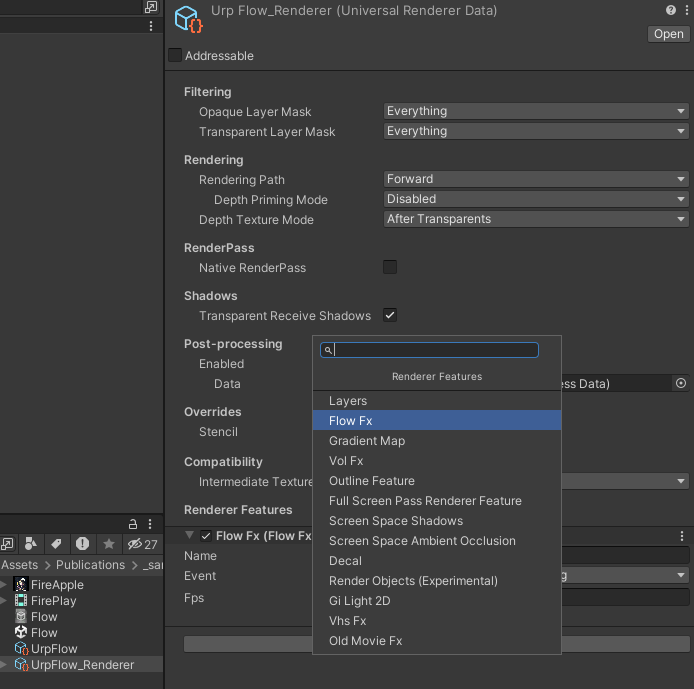 Urp Flow_Renderer (Universal Renderer Data)
Open
Addressable
Filtering
Opaque Layer Mask Everything
Transparent Layer Mask Everything
Rendering
Rendering Path Forward
Depth Priming Mode Disabled
Depth Texture Mode After Transparents
RenderPass
Native RenderPass
Shadows
Transparent Receive Shadows
Post-processing
Enabled
Data ess Data)
Overrides
Stencil
Compatibility
Intermediate Texture
Renderer Features
Flow Fx (Flow Fx
Name
Event g
Fps
Renderer Features
Layers
Flow Fx
Gradient Map
Vol Fx
Outline Feature
Full Screen Pass Renderer Feature
Screen Space Shadows
Screen Space Ambient Occlusion
Decal
Render Objects (Experimental)
Gi Light 2D
Vhs Fx
Old Movie Fx
27
Assets Publications _sa
FireApple
FirePlay
Flow
Flow
UrpFlow
UrpFlow_Renderer